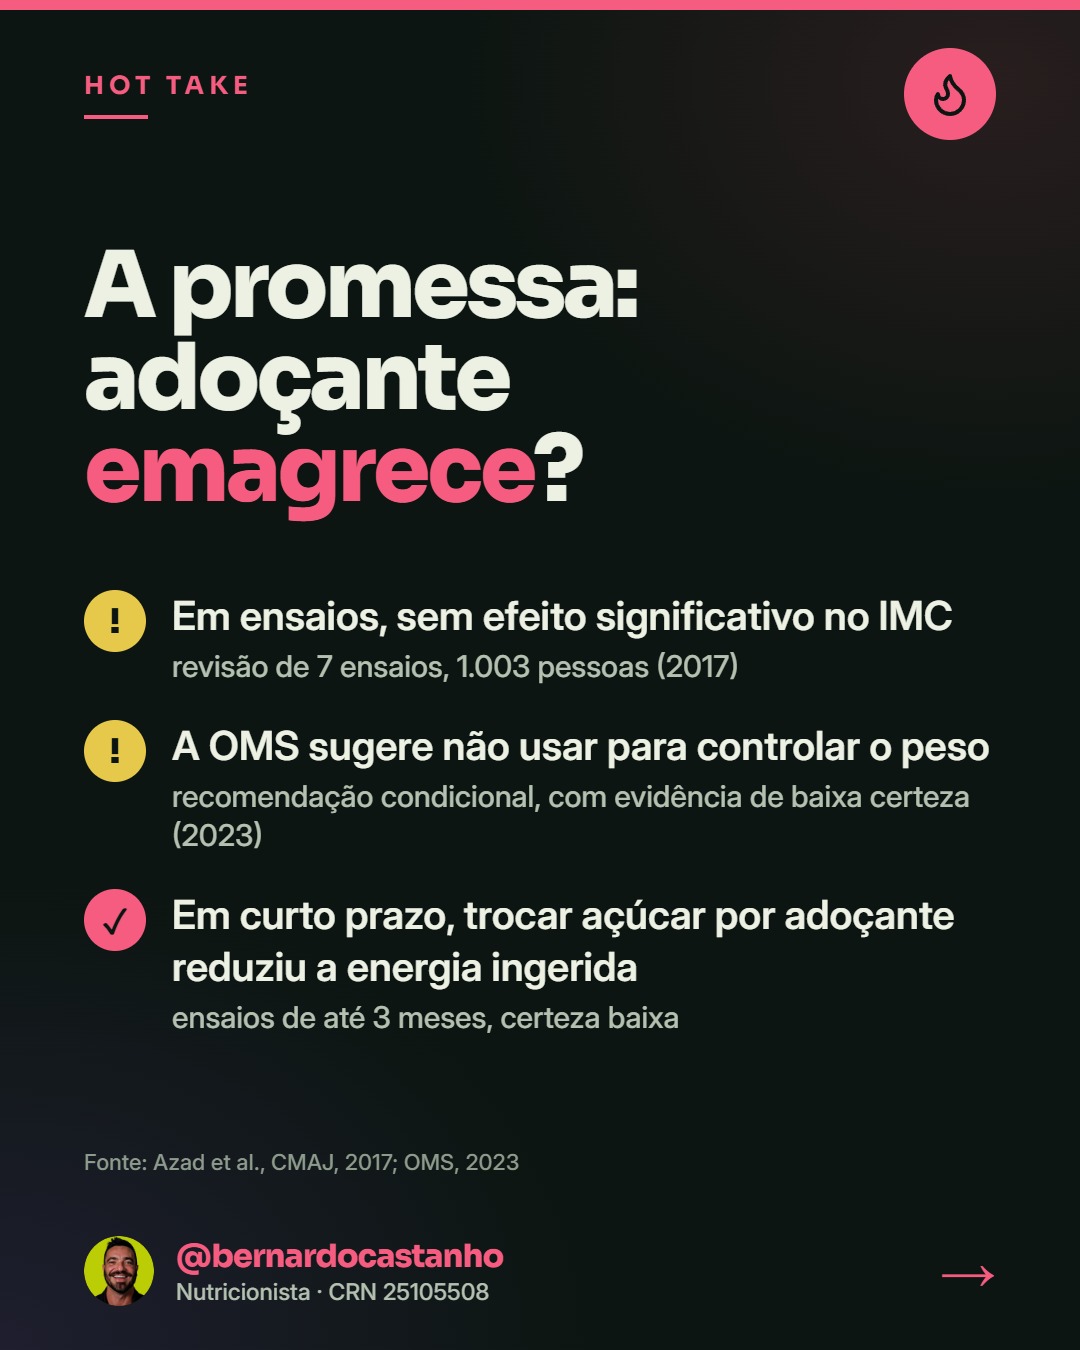 HOT TAKE
A promessa:
adoçante
emagrece?
! Em ensaios, sem efeito significativo no IMC
revisão de 7 ensaios, 1.003 pessoas (2017)
! A OMS sugere não usar para controlar o peso
recomendação condicional, com evidência de baixa certeza
(2023)
✓ Em curto prazo, trocar açúcar por adoçante
reduziu a energia ingerida
ensaios de até 3 meses, certeza baixa
Fonte: Azad et al., CMAJ, 2017; OMS, 2023
@bernardocastanho
Nutricionista · CRN 25105508